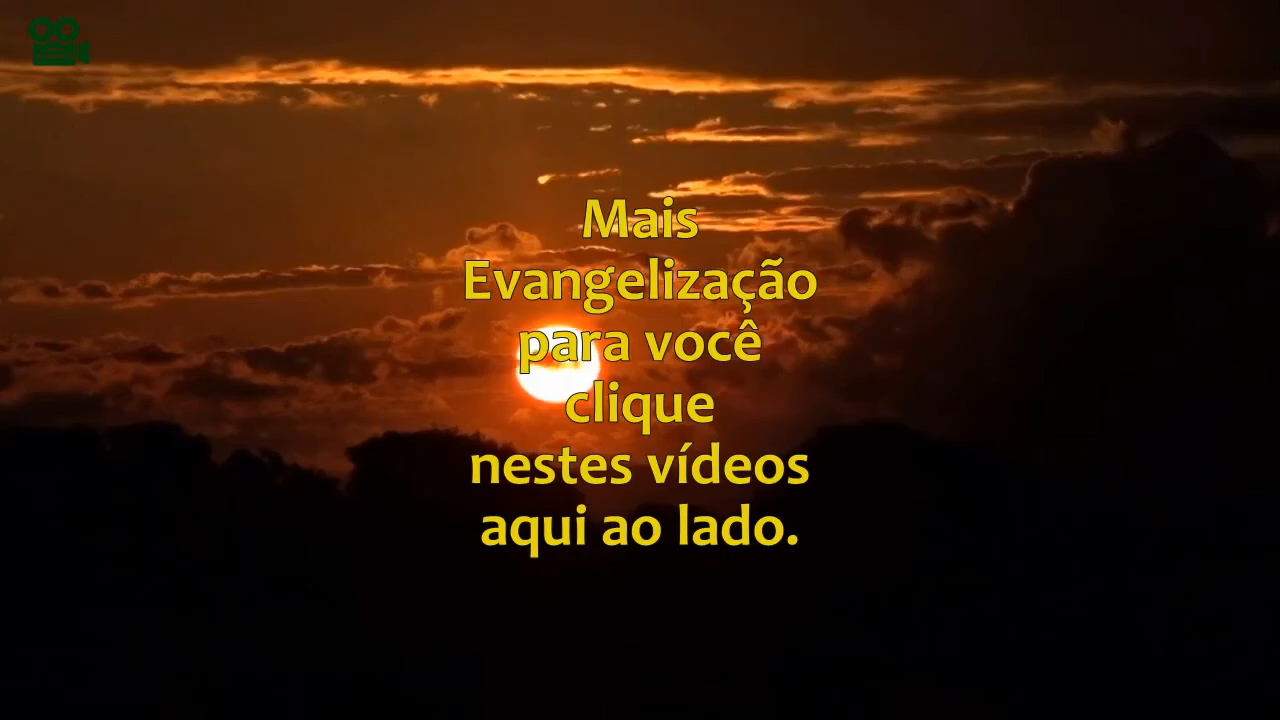 Mais
Evangelização
para você
clique
nestes vídeos
aqui ao lado.